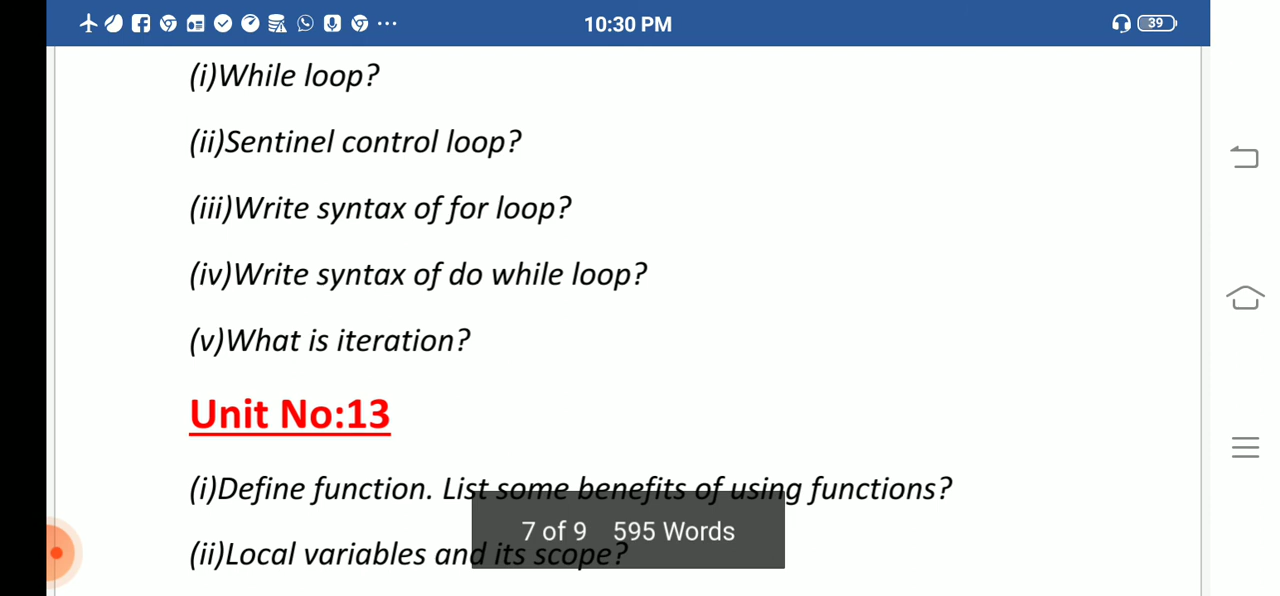 10:30 PM
39
(i)While loop?
(ii)Sentinel control loop?
(iii)Write syntax of for loop?
(iv)Write syntax of do while loop?
(v)What is iteration?
Unit No:13
(i)Define function. List some benefits of using functions?
7 of 9 595 Words
(ii)Local variables and its scope?